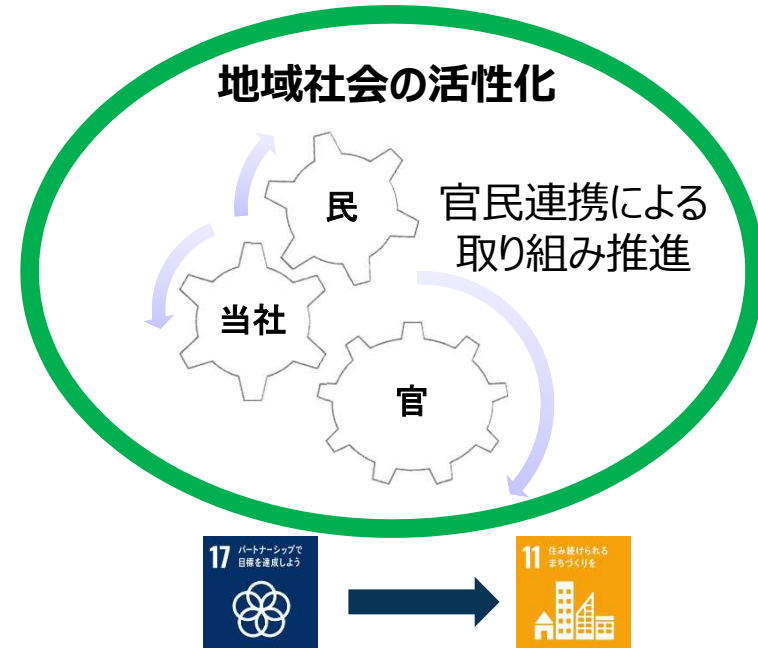 地域社会の活性化
民
官民連携による
取り組み推進
当社
官
17 パートナーシップで
目標を達成しよう
11 住み続けられる
まちづくりを